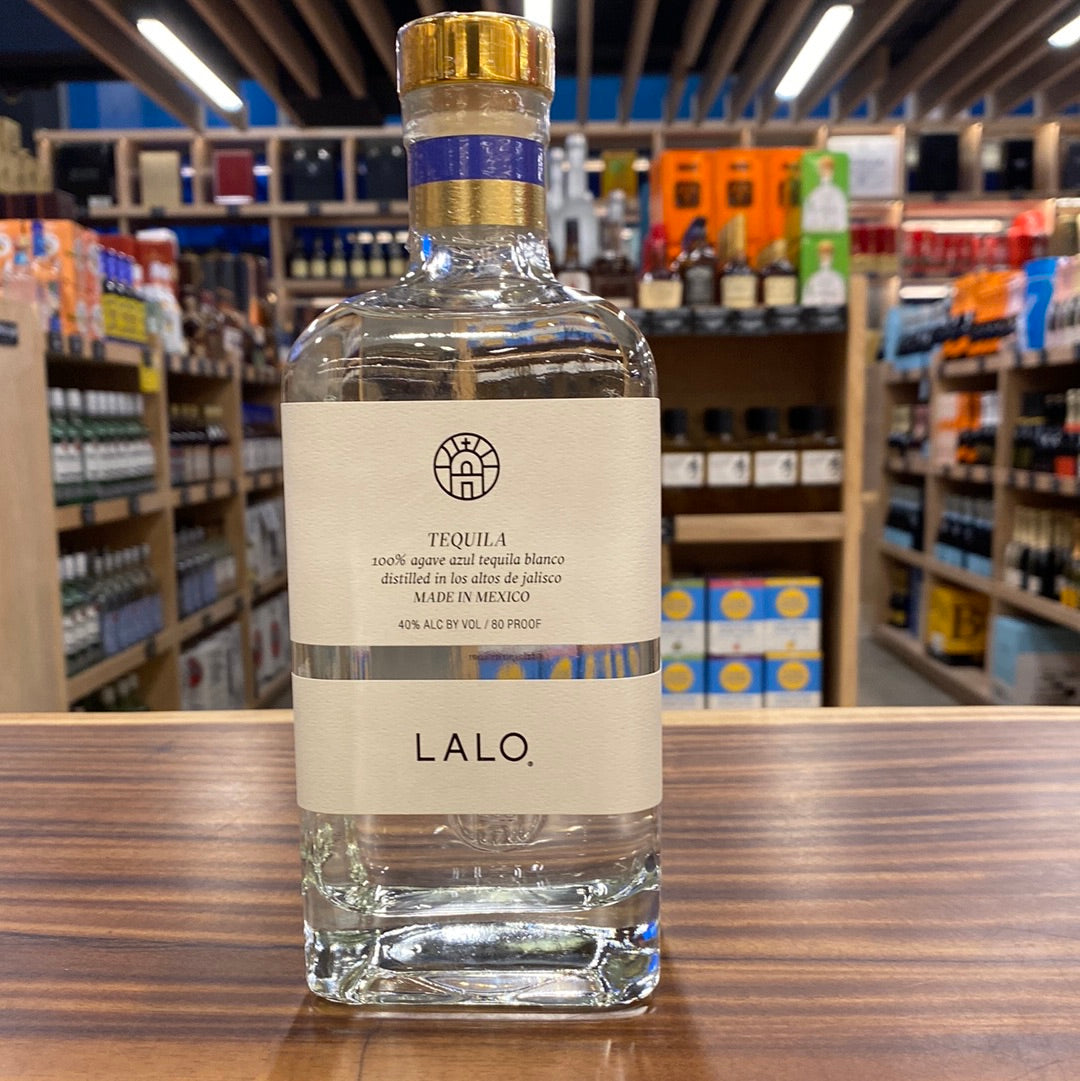 TEQUILA
100% agave azul tequila blanco
distilled in los altos de jalisco
MADE IN MEXICO
40% ALC BY VOL / 80 PROOF
LALO®